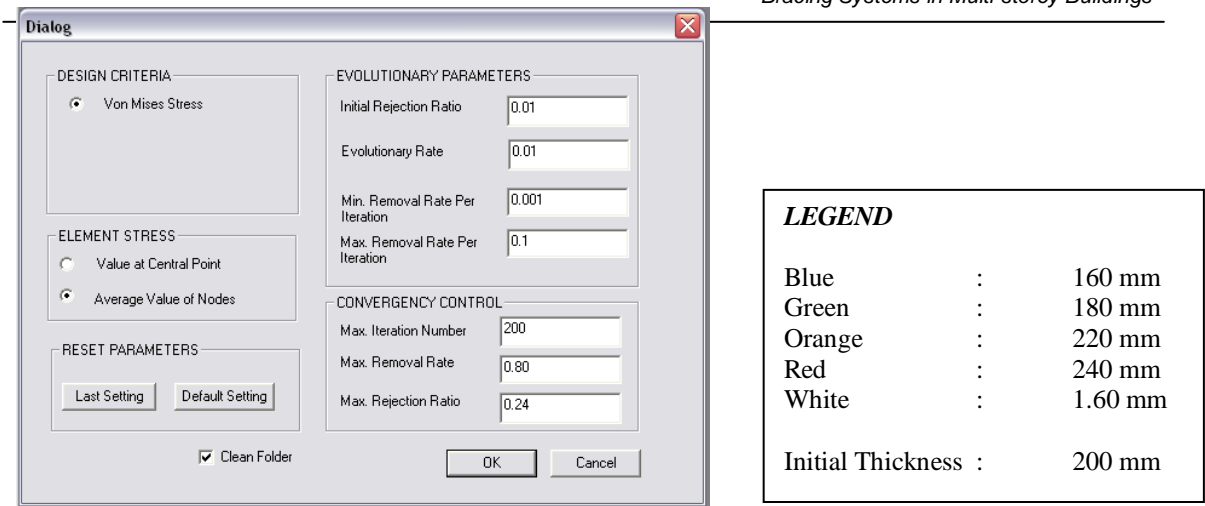 Bracing Systems in Multi-storey Buildings
Dialog
DESIGN CRITERIA
Von Mises Stress
ELEMENT STRESS
Value at Central Point
Average Value of Nodes
RESET PARAMETERS
Last Setting Default Setting
Clean Folder
EVOLUTIONARY PARAMETERS
Initial Rejection Ratio 0.01
Evolutionary Rate 0.01
Min. Removal Rate Per 0.001
Iteration
Max. Removal Rate Per 0.1
Iteration
CONVERGENCY CONTROL
Max. Iteration Number 200
Max. Removal Rate 0.80
Max. Rejection Ratio 0.24
OK Cancel
LEGEND
Blue : 160 mm
Green : 180 mm
Orange : 220 mm
Red : 240 mm
White : 1.60 mm
Initial Thickness : 200 mm